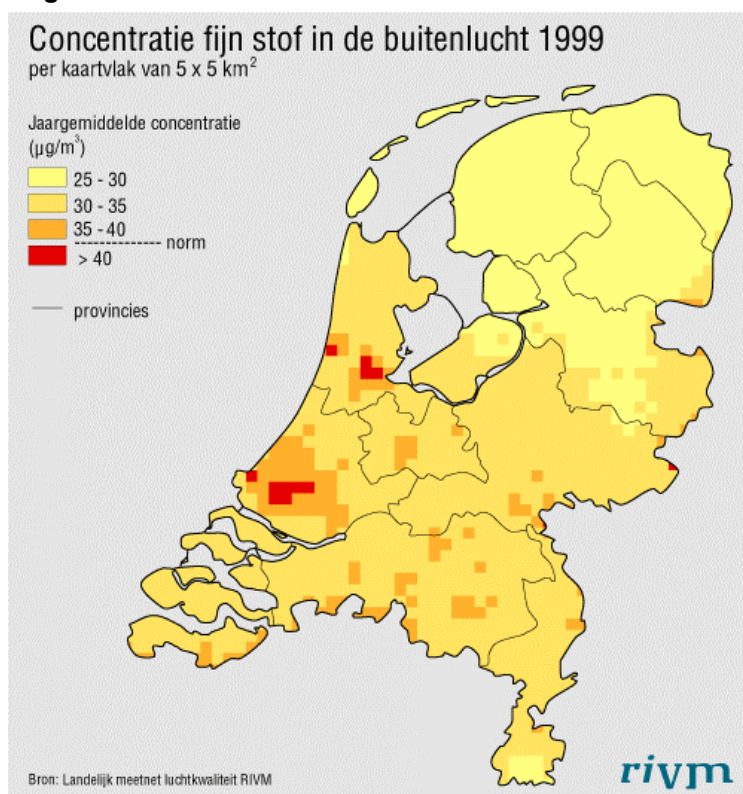 Concentratie fijn stof in de buitenlucht 1999
per kaartvlak van 5 x 5 km²
Jaargemiddelde concentratie
(µg/m³)
25 - 30
30 - 35
35 - 40
norm
> 40
provincies
Bron: Landelijk meetnet luchtkwaliteit RIVM
rivm